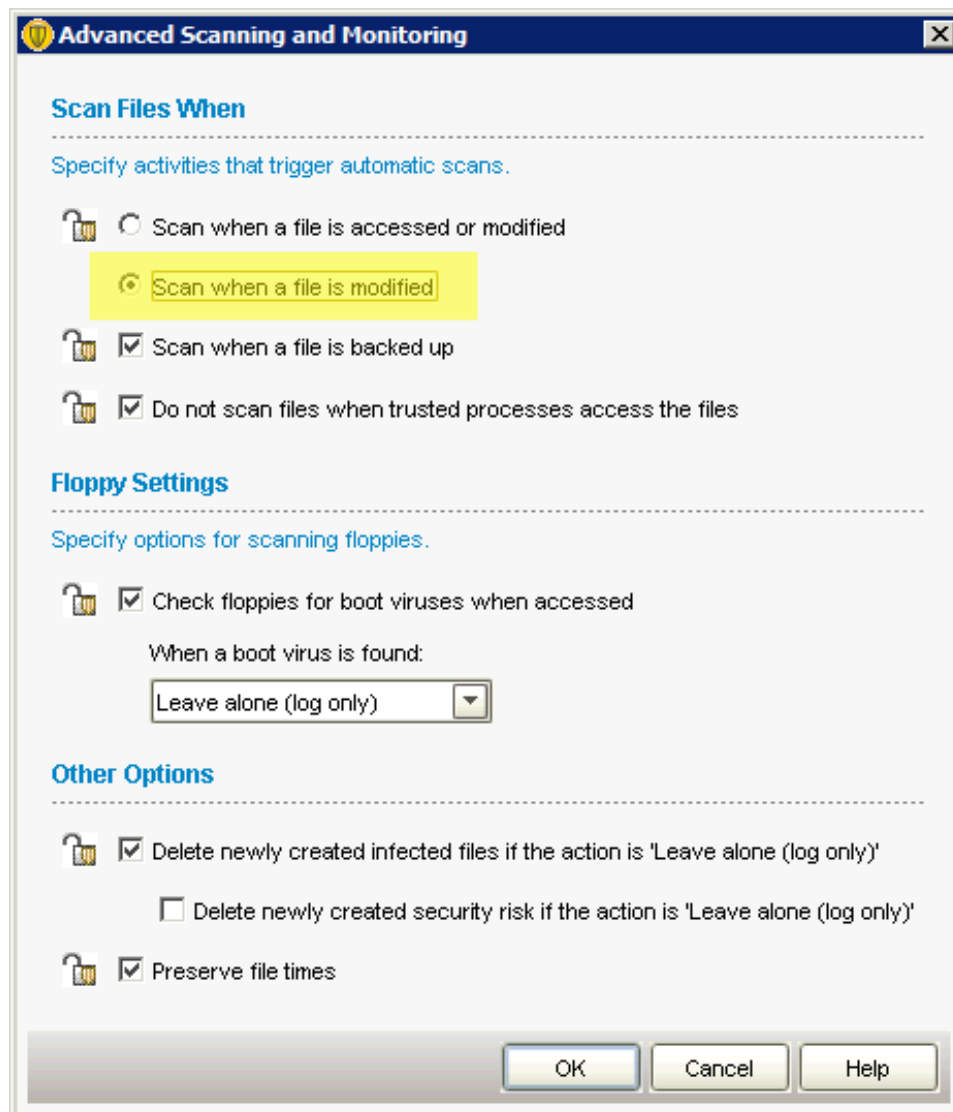 Advanced Scanning and Monitoring
Scan Files When
Specify activities that trigger automatic scans.
Scan when a file is accessed or modified
Scan when a file is modified
Scan when a file is backed up
Do not scan files when trusted processes access the files
Floppy Settings
Specify options for scanning floppies.
Check floppies for boot viruses when accessed
When a boot virus is found:
Leave alone (log only)
Other Options
Delete newly created infected files if the action is 'Leave alone (log only)'
Delete newly created security risk if the action is 'Leave alone (log only)'
Preserve file times
OK Cancel Help